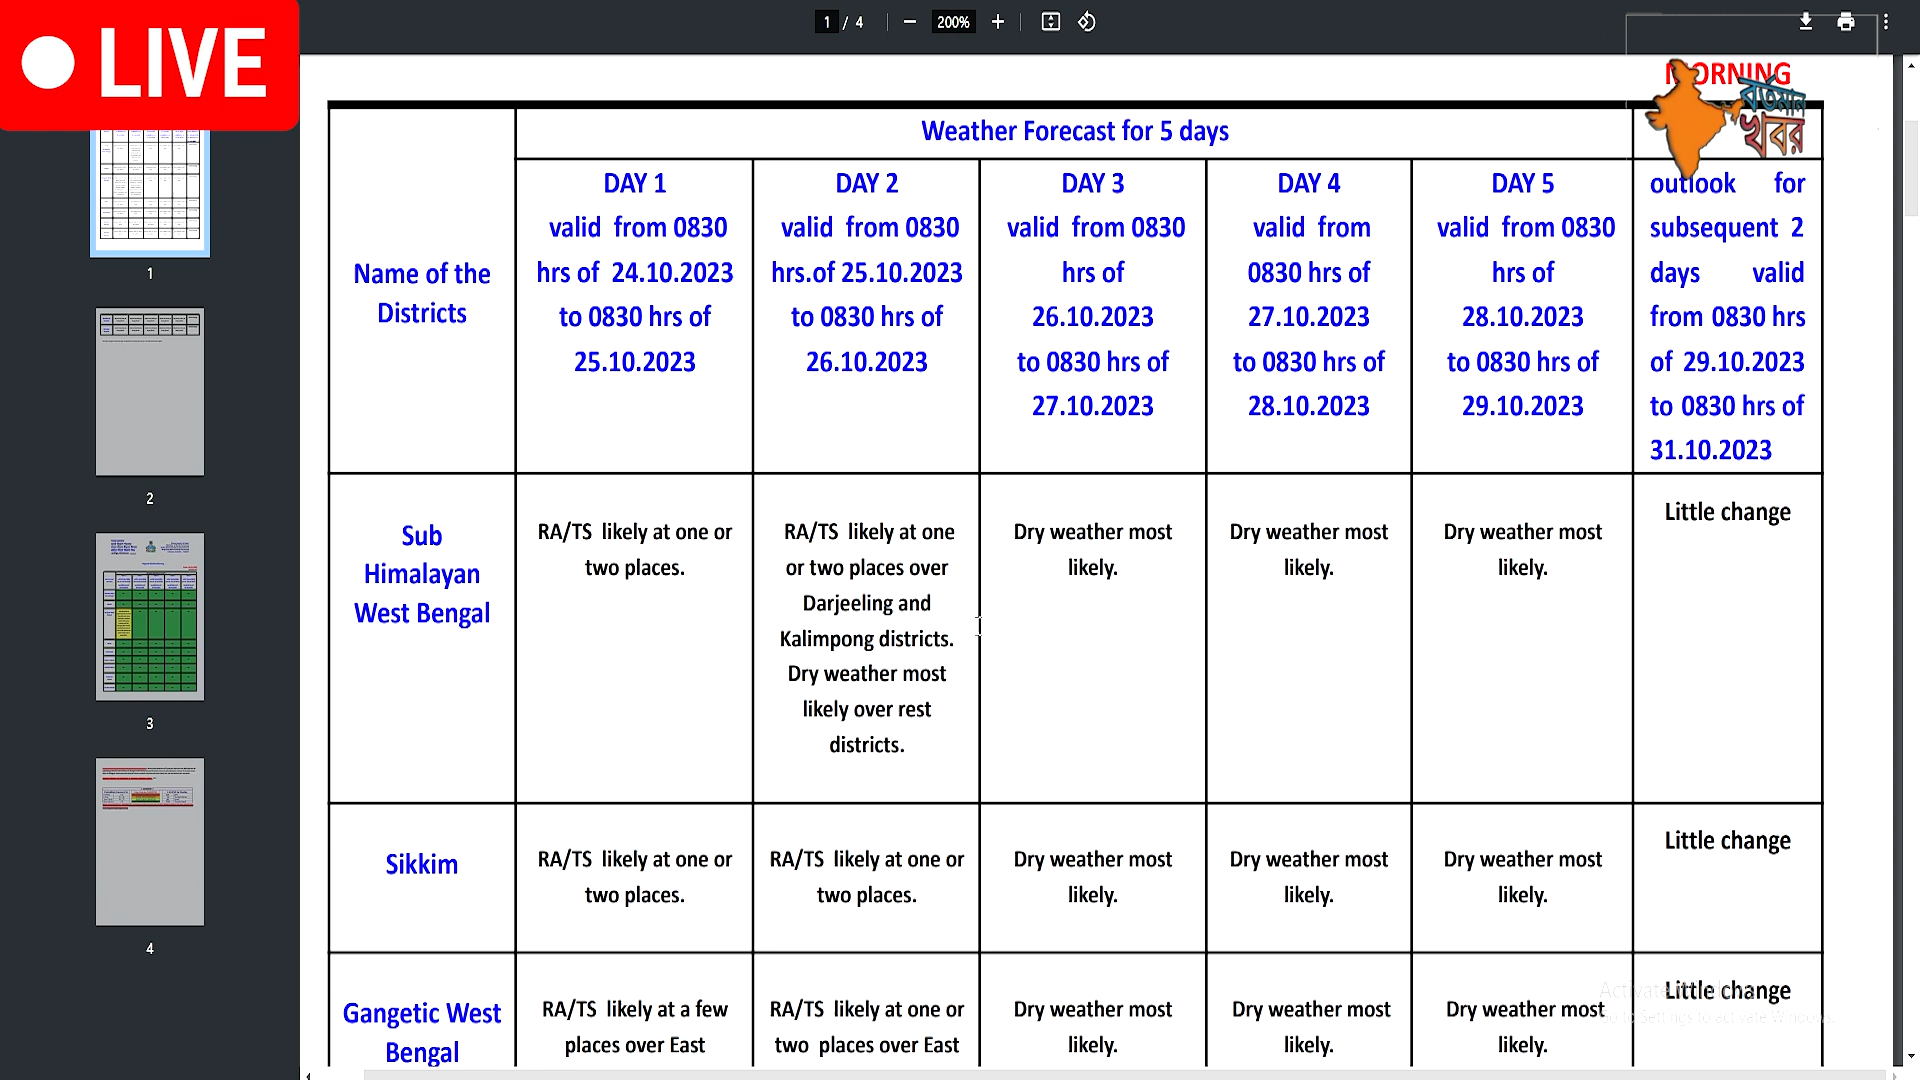 LIVE
1 / 4
200%
MORNING
বর্তমান
খবর
Weather Forecast for 5 days
Name of the
Districts
DAY 1
valid from 0830
hrs of 24.10.2023
to 0830 hrs of
25.10.2023
DAY 2
valid from 0830
hrs.of 25.10.2023
to 0830 hrs of
26.10.2023
DAY 3
valid from 0830
hrs of
26.10.2023
to 0830 hrs of
27.10.2023
DAY 4
valid from
0830 hrs of
27.10.2023
to 0830 hrs of
28.10.2023
DAY 5
valid from 0830
hrs of
28.10.2023
to 0830 hrs of
29.10.2023
outlook for
subsequent 2
days valid
from 0830 hrs
of 29.10.2023
to 0830 hrs of
31.10.2023
Sub
Himalayan
West Bengal
RA/TS likely at one or
two places.
RA/TS likely at one
or two places over
Darjeeling and
Kalimpong districts.
Dry weather most
likely over rest
districts.
Dry weather most
likely.
Dry weather most
likely.
Dry weather most
likely.
Little change
Sikkim
RA/TS likely at one or
two places.
RA/TS likely at one or
two places.
Dry weather most
likely.
Dry weather most
likely.
Dry weather most
likely.
Little change
Gangetic West
Bengal
RA/TS likely at a few
places over East
RA/TS likely at one or
two places over East
Dry weather most
likely.
Dry weather most
likely.
Dry weather most
likely.
Little change
Activate Windows
Go to Settings to activate Windows.
1
2
3
4